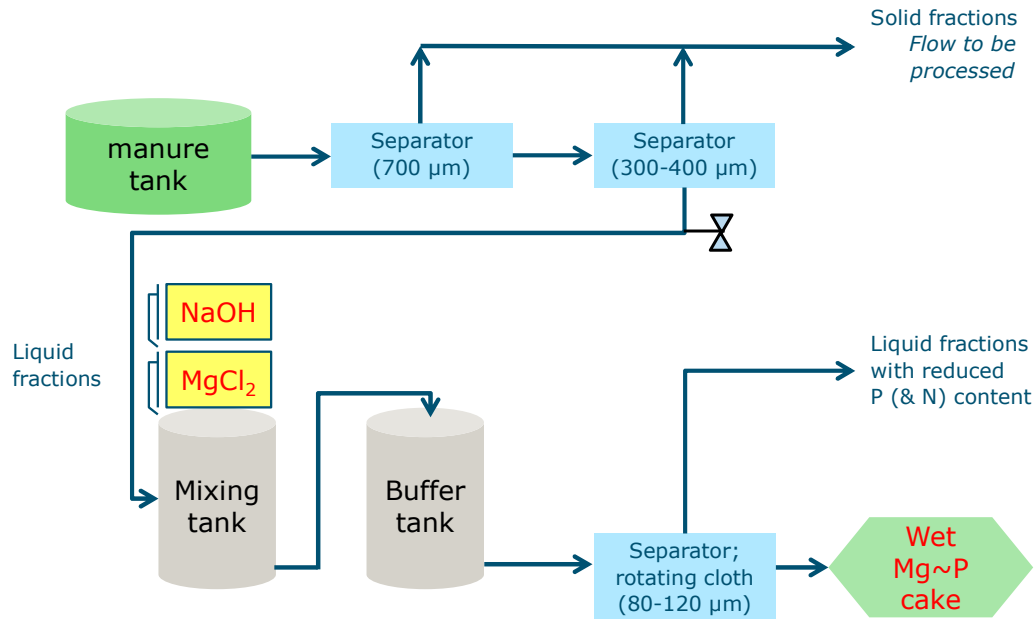 Solid fractions
Flow to be
processed
manure
tank
Separator
(700 µm)
Separator
(300-400 µm)
NaOH
MgCl₂
Liquid
fractions
Mixing
tank
Buffer
tank
Liquid fractions
with reduced
P (& N) content
Separator;
rotating cloth
(80-120 µm)
Wet
Mg~P
cake